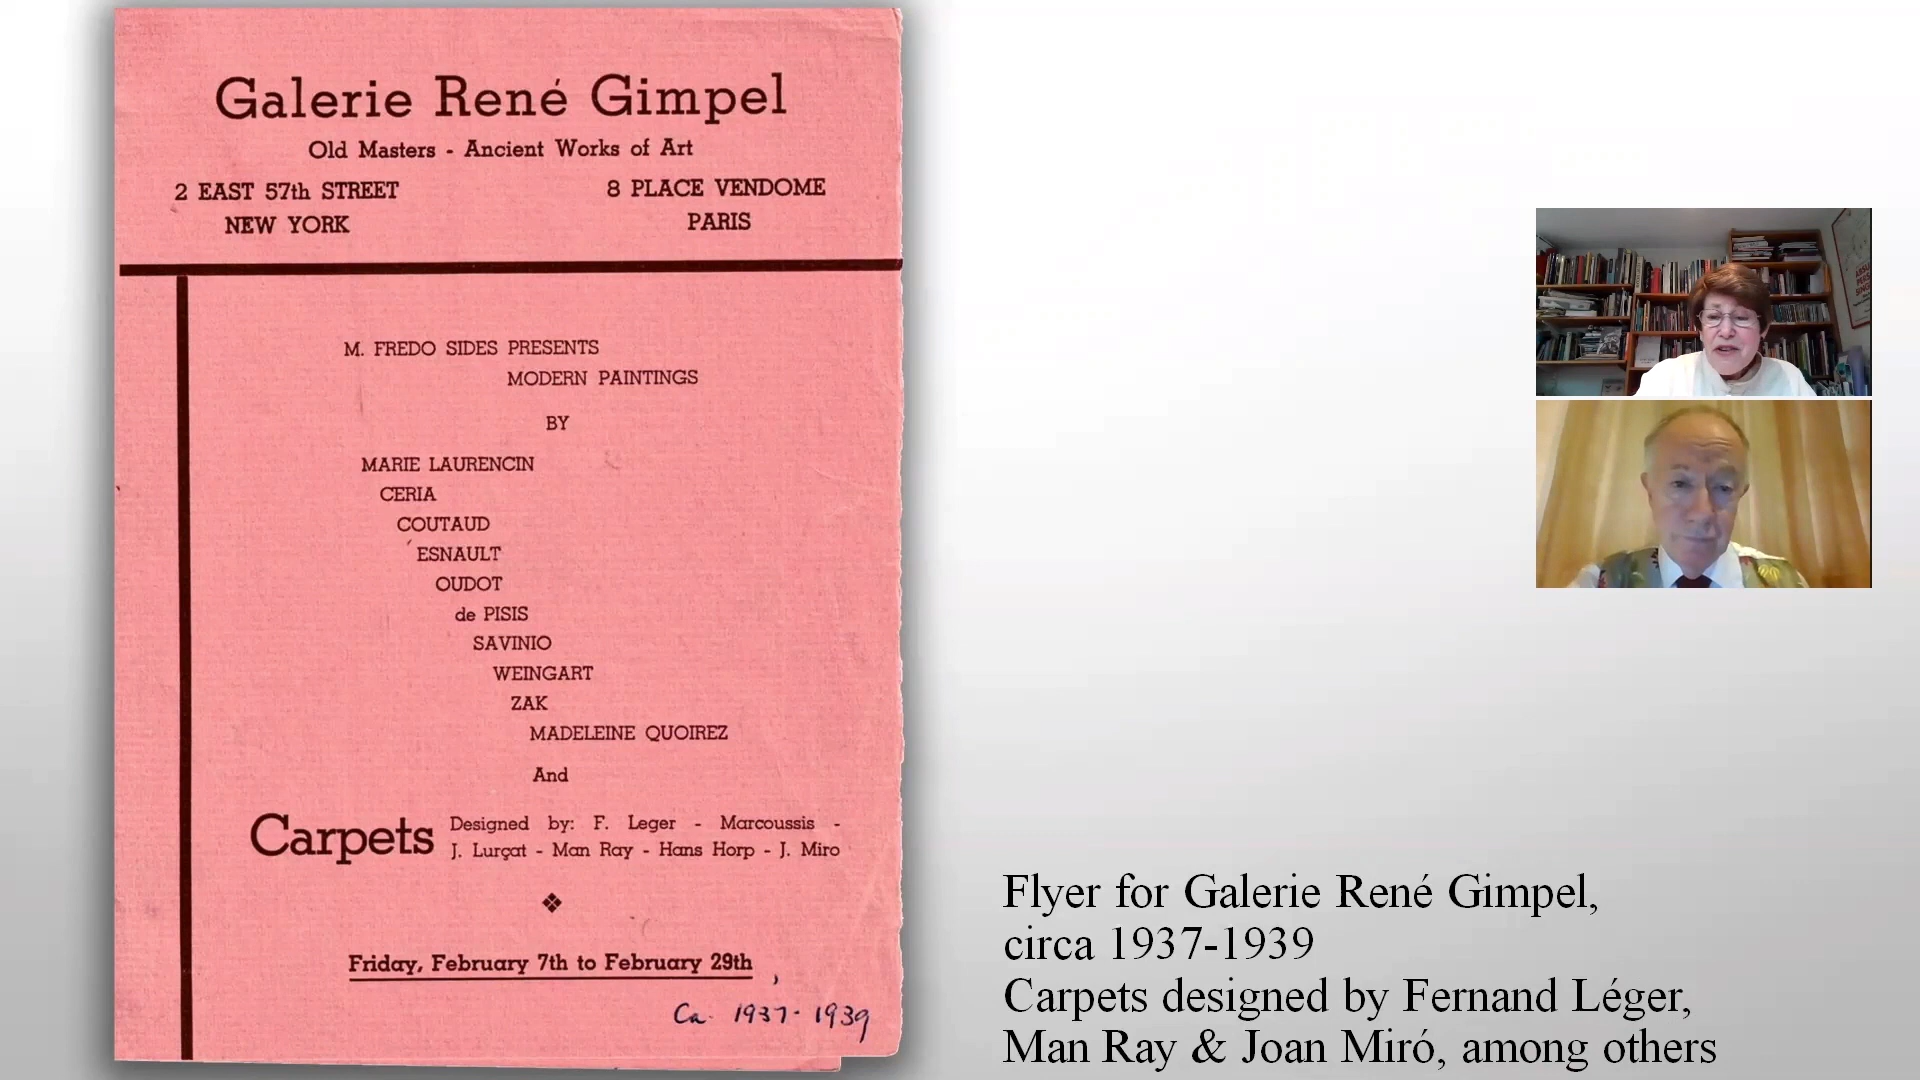 Galerie René Gimpel
Old Masters - Ancient Works of Art
2 EAST 57th STREET
NEW YORK
8 PLACE VENDOME
PARIS
M. FREDO SIDES PRESENTS
MODERN PAINTINGS
BY
MARIE LAURENCIN
CERIA
COUTAUD
ESNAULT
OUDOT
de PISIS
SAVINIO
WEINGART
ZAK
MADELEINE QUOIREZ
And
Carpets
Designed by: F. Leger - Marcoussis -
J. Lurçat - Man Ray - Hans Horp - J. Miro
Friday, February 7th to February 29th
Ca. 1937-1939
Flyer for Galerie René Gimpel,
circa 1937-1939
Carpets designed by Fernand Léger,
Man Ray & Joan Miró, among others